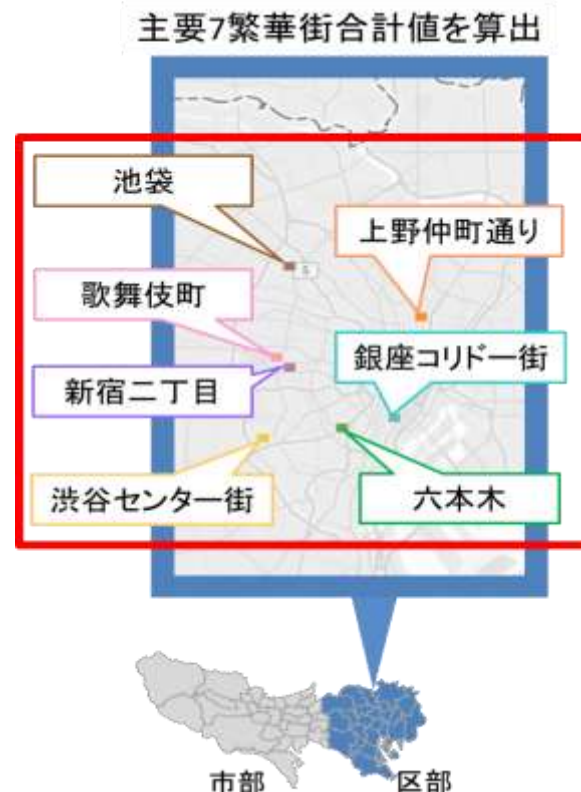 主要7繁華街合計値を算出
池袋
上野仲町通り
歌舞伎町
銀座コリドー街
新宿二丁目
渋谷センター街
六本木
市部
区部